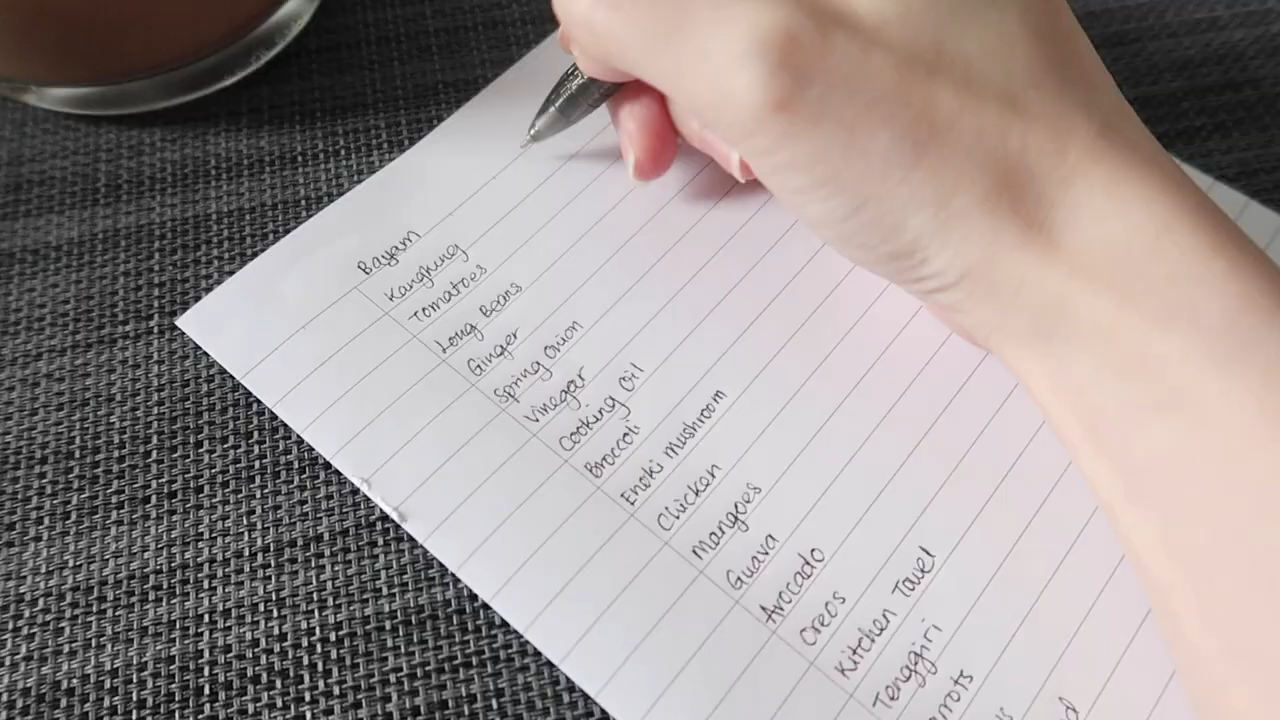 Bayam
Kangkung
Tomatoes
Long Beans
Ginger
Spring Onion
Vinegar
Cooking Oil
Broccoli
Enoki Mushroom
Chicken
Mangoes
Guava
Avocado
Oreos
Kitchen Towel
Tenggiri